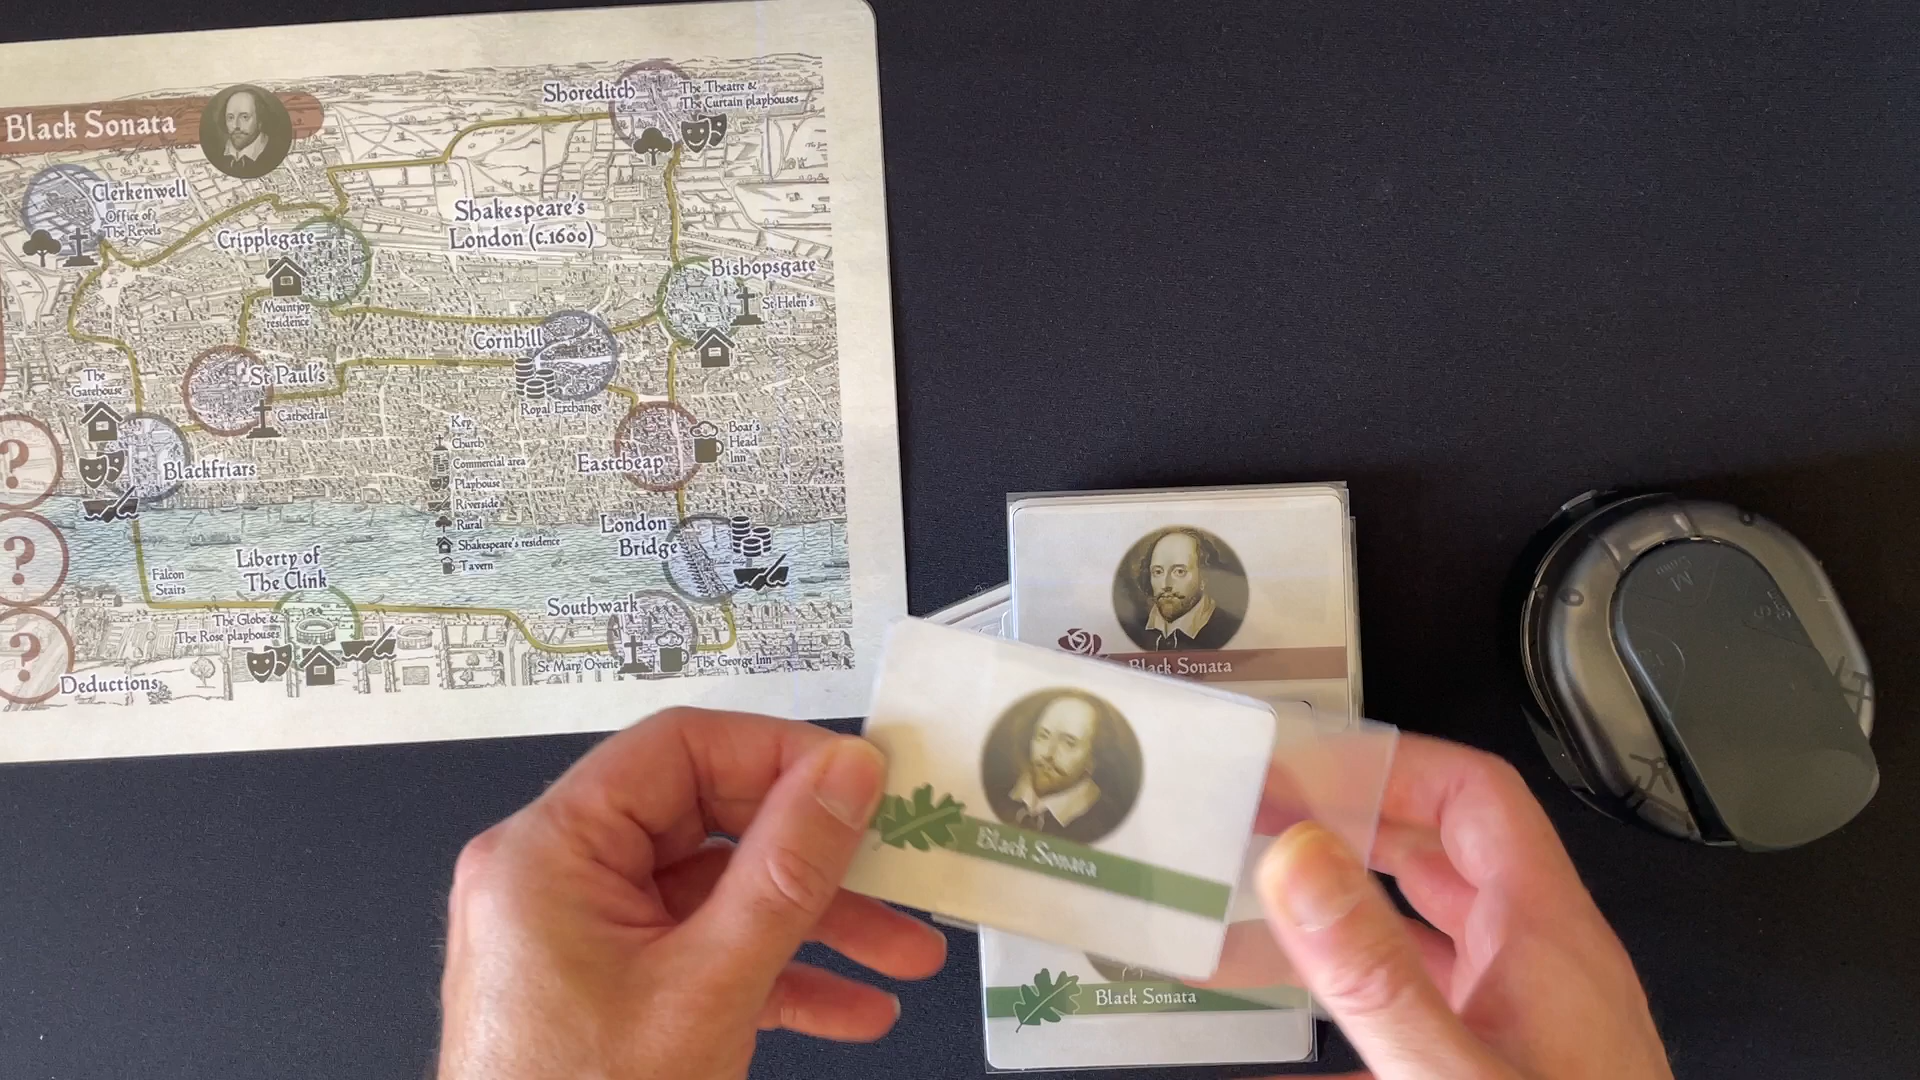 Black Sonata
Shoreditch
The Theatre &
The Curtain playhouses
Clerkenwell
Office of
The Revels
Shakespeare's
London (c.1600)
Cripplegate
Mountjoy
residence
Bishopsgate
St Helen's
Cornhill
Royal Exchange
St Paul's
Cathedral
The
Gatehouse
Blackfriars
Key
Church
Commercial area
Playhouse
Riverside
Rural
Shakespeare's residence
Tavern
Eastcheap
Boar's
Head
Inn
London
Bridge
Liberty of
The Clink
Falcon
Stairs
The Globe &
The Rose playhouses
Southwark
St Mary Overie
The George Inn
?
?
?
Deductions
Black Sonata
Black Sonata
Black Sonata